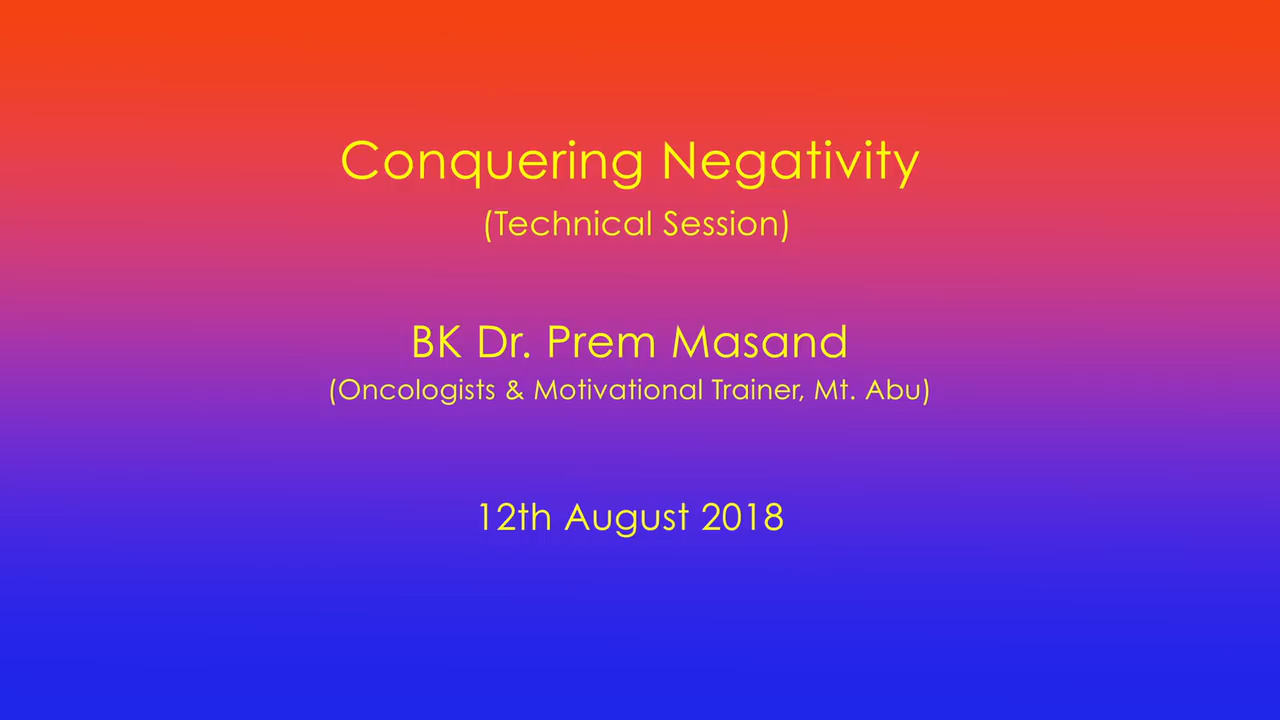 Conquering Negativity
(Technical Session)
BK Dr. Prem Masand
(Oncologists & Motivational Trainer, Mt. Abu)
12th August 2018